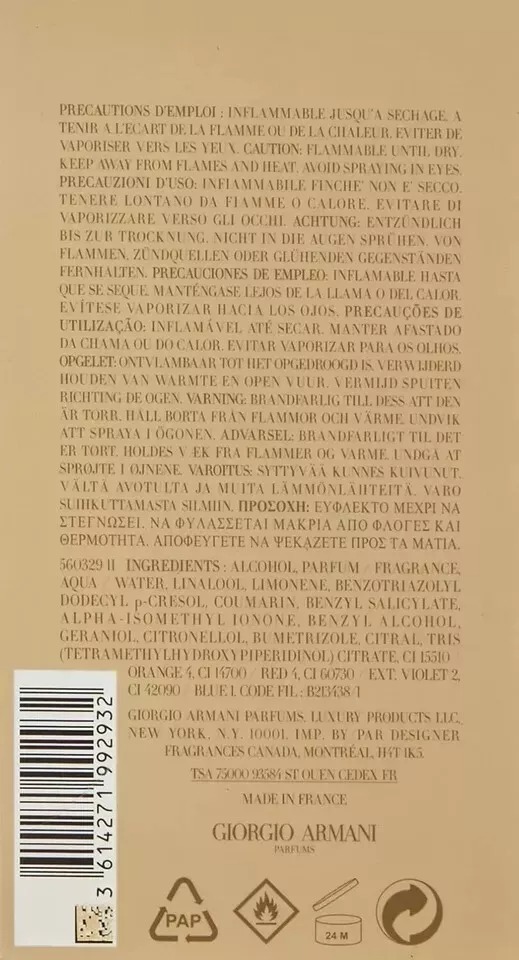 PRECAUTIONS D'EMPLOI : INFLAMMABLE JUSQU'A SECHAGE, A
TENIR A L'ECART DE LA FLAMME OU DE LA CHALEUR. EVITER DE
VAPORISER VERS LES YEUX. CAUTION: FLAMMABLE UNTIL DRY.
KEEP AWAY FROM FLAMES AND HEAT. AVOID SPRAYING IN EYES.
PRECAUZIONI D'USO: INFIAMMABILE FINCHE' NON E' SECCO.
TENERE LONTANO DA FIAMME O CALORE. EVITARE DI
VAPORIZZARE VERSO GLI OCCHI. ACHTUNG: ENTZÜNDLICH
BIS ZUR TROCKNUNG. NICHT IN DIE AUGEN SPRÜHEN. VON
FLAMMEN, ZÜNDQUELLEN ODER GLÜHENDEN GEGENSTÄNDEN
FERNHALTEN. PRECAUCIONES DE EMPLEO: INFLAMABLE HASTA
QUE SE SEQUE. MANTÉNGASE LEJOS DE LA LLAMA O DEL CALOR.
EVÍTESE VAPORIZAR HACIA LOS OJOS. PRECAUÇÕES DE
UTILIZAÇÃO: INFLAMÁVEL ATÉ SECAR. MANTER AFASTADO
DA CHAMA OU DO CALOR. EVITAR VAPORIZAR PARA OS OLHOS.
OPGELET: ONTVLAMBAAR TOT HET OPGEDROOGD IS. VERWIJDERD
HOUDEN VAN WARMTE EN OPEN VUUR. VERMIJD SPUITEN
RICHTING DE OGEN. VARNING: BRANDFARLIG TILL DESS ATT DEN
ÄR TORR. HÅLL BORTA FRÅN FLAMMOR OCH VÄRME. UNDVIK
ATT SPRAYA I ÖGONEN. ADVARSEL: BRANDFARLIGT TIL DET
ER TORT. HOLDES VÆK FRA FLAMMER OG VARME. UNDGÅ AT
SPRØJTE I ØJNENE. VAROITUS: SYTTYVÄÄ KUNNES KUIVUNUT.
VÄLTÄ AVOTULTA JA MUITA LÄMMÖNLÄHTEITÄ. VARO
SUIHKUTTAMASTA SILMIIN. ΠΡΟΣΟΧΗ: ΕΥΦΛΕΚΤΟ ΜΕΧΡΙ ΝΑ
ΣΤΕΓΝΩΣΕΙ. ΝΑ ΦΥΛΑΣΣΕΤΑΙ ΜΑΚΡΙΑ ΑΠΟ ΦΛΟΓΕΣ ΚΑΙ
ΘΕΡΜΟΤΗΤΑ. ΑΠΟΦΕΥΓΕΤΕ ΝΑ ΨΕΚΑΖΕΤΕ ΠΡΟΣ ΤΑ ΜΑΤΙΑ.
560329 11 INGREDIENTS : ALCOHOL, PARFUM / FRAGRANCE,
AQUA / WATER, LINALOOL, LIMONENE, BENZOTRIAZOLYL
DODECYL p-CRESOL, COUMARIN, BENZYL SALICYLATE,
ALPHA-ISOMETHYL IONONE, BENZYL ALCOHOL,
GERANIOL, CITRONELLOL, BUMETRIZOLE, CITRAL, TRIS
(TETRAMETHYLHYDROXYPIPERIDINOL) CITRATE, CI 15510 /
ORANGE 4, CI 14700 / RED 4, CI 60730 / EXT. VIOLET 2,
CI 42090 / BLUE 1. CODE FIL : B213438/1
GIORGIO ARMANI PARFUMS, LUXURY PRODUCTS LLC,
NEW YORK, N.Y. 10001. IMP. BY / PAR DESIGNER
FRAGRANCES CANADA, MONTRÉAL, H4T 1K5.
TSA 75000 93584 ST OUEN CEDEX FR
MADE IN FRANCE
GIORGIO ARMANI
PARFUMS
3 614271 992932
PAP
24 M